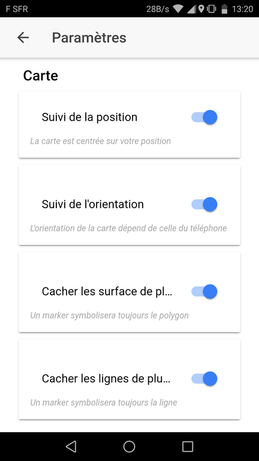 F SFR 28B/s 13:20
Paramètres
Carte
Suivi de la position
La carte est centrée sur votre position
Suivi de l'orientation
L'orientation de la carte dépend de celle du téléphone
Cacher les surface de pl...
Un marker symbolisera toujours le polygon
Cacher les lignes de plu...
Un marker symbolisera toujours la ligne